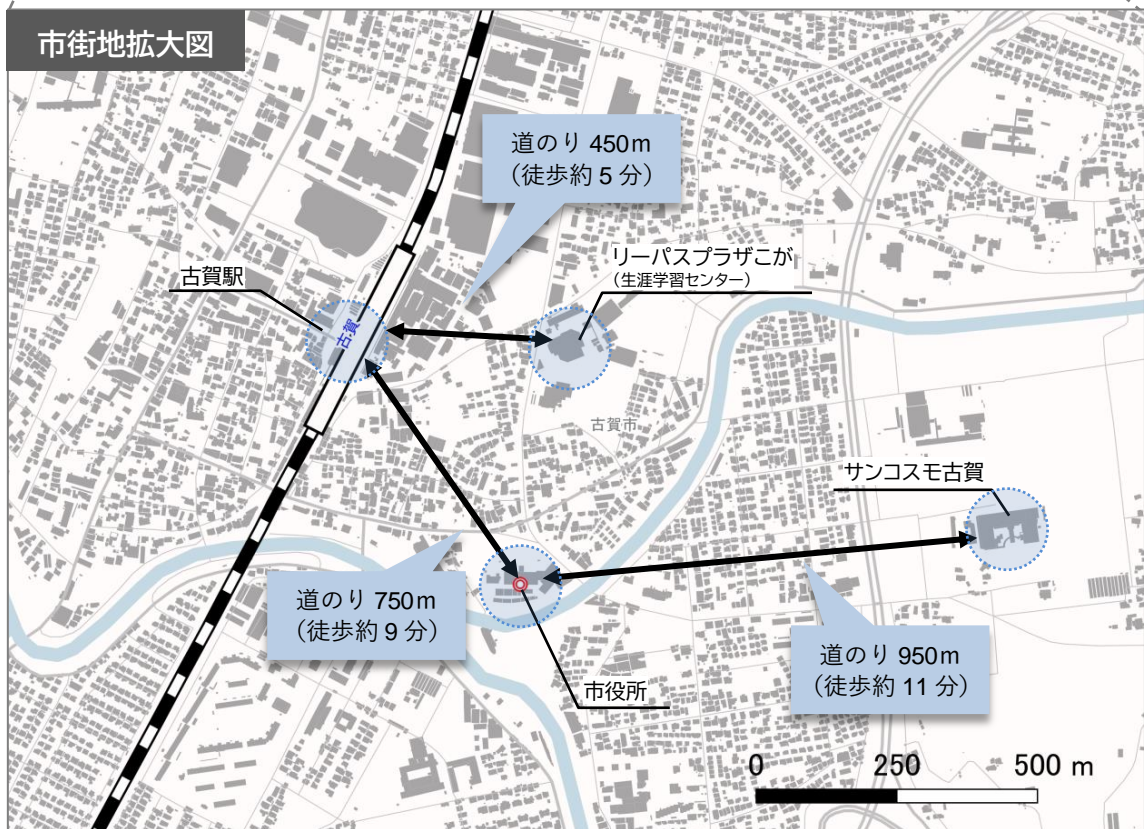 市街地拡大図
道のり 450m
（徒歩約 5 分）
リーパスプラザこが
（生涯学習センター）
古賀駅
古賀
古賀市
サンコスモ古賀
道のり 750m
（徒歩約 9 分）
道のり 950m
（徒歩約 11 分）
市役所
0 250 500 m